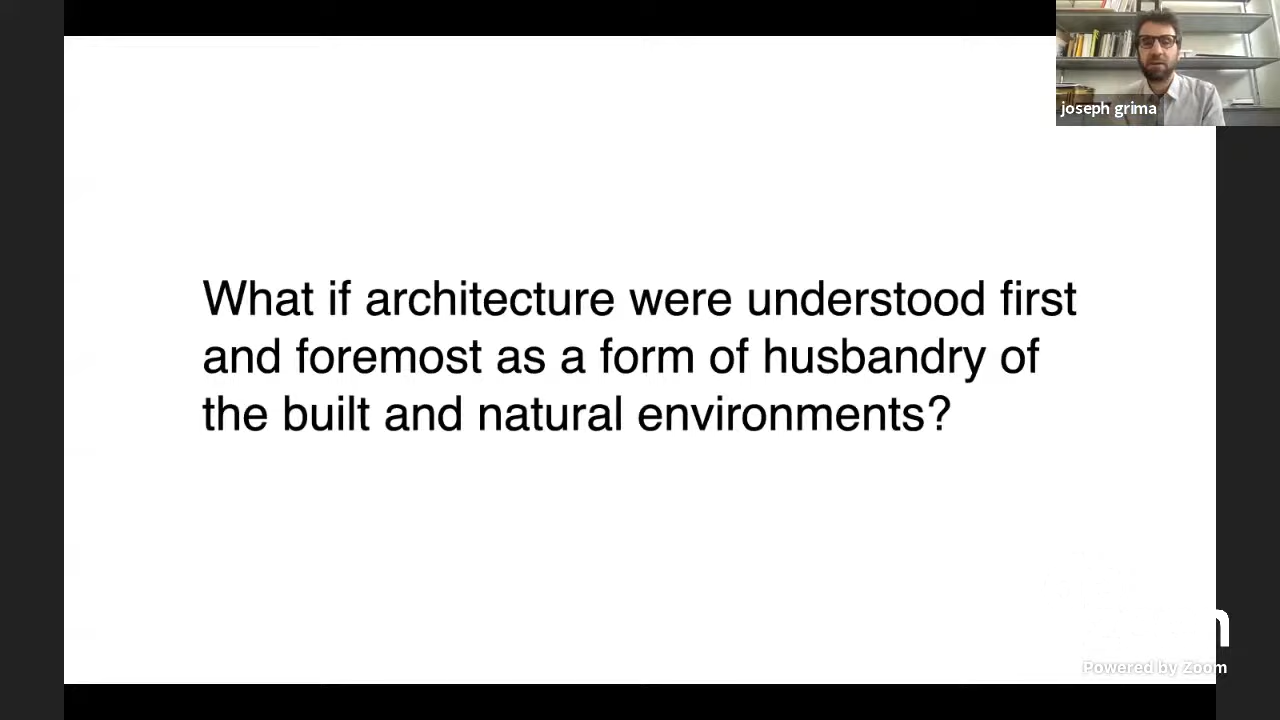 joseph grima
What if architecture were understood first
and foremost as a form of husbandry of
the built and natural environments?
Powered by Zoom